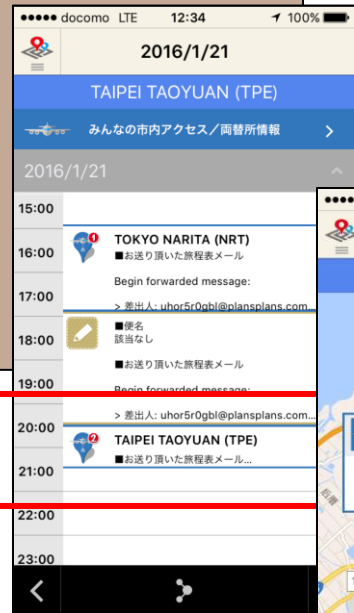 docomo LTE 12:34 100%
2016/1/21
TAIPEI TAOYUAN (TPE)
みんなの市内アクセス／両替所情報
2016/1/21
15:00
16:00
17:00
18:00
19:00
20:00
21:00
22:00
23:00
1 TOKYO NARITA (NRT)
■お送り頂いた旅程表メール
Begin forwarded message:
> 差出人: uhor5r0gbl@plansplans.com...
■便名
該当なし
■お送り頂いた旅程表メール
Begin forwarded message:
> 差出人: uhor5r0gbl@plansplans.com...
2 TAIPEI TAOYUAN (TPE)
■お送り頂いた旅程表メール...